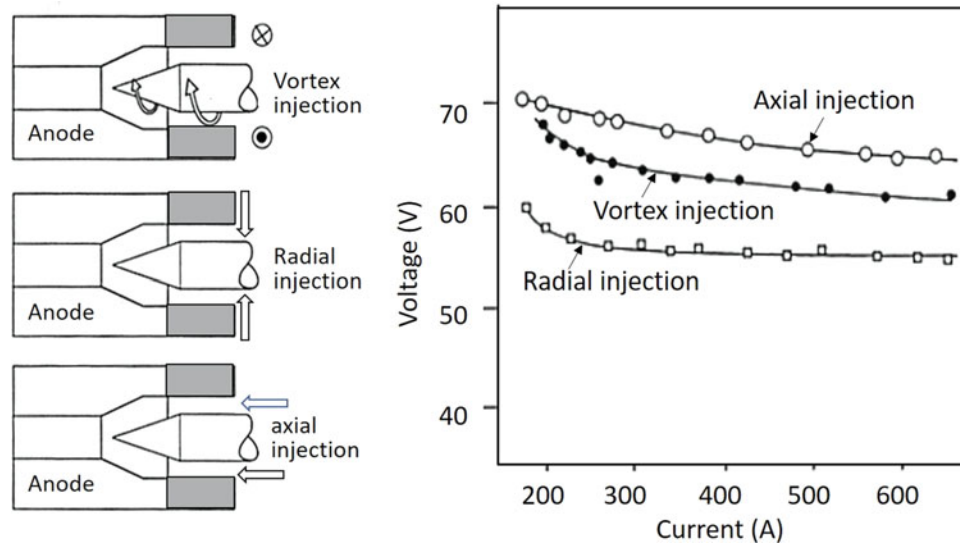 Vortex
injection
Anode
Radial
injection
Anode
axial
injection
Anode
Voltage (V)
70
60
50
40
Axial injection
Vortex injection
Radial injection
200 300 400 500 600
Current (A)